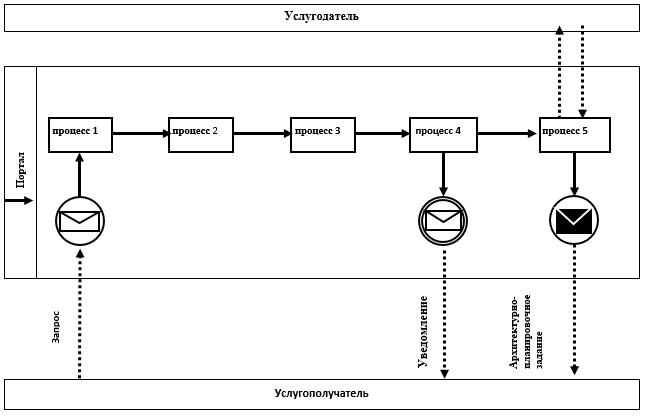 Услугодатель
процесс 1
процесс 2
процесс 3
процесс 4
процесс 5
Портал
Запрос
Уведомление
Архитектурно-
планировочное
задание
Услугополучатель